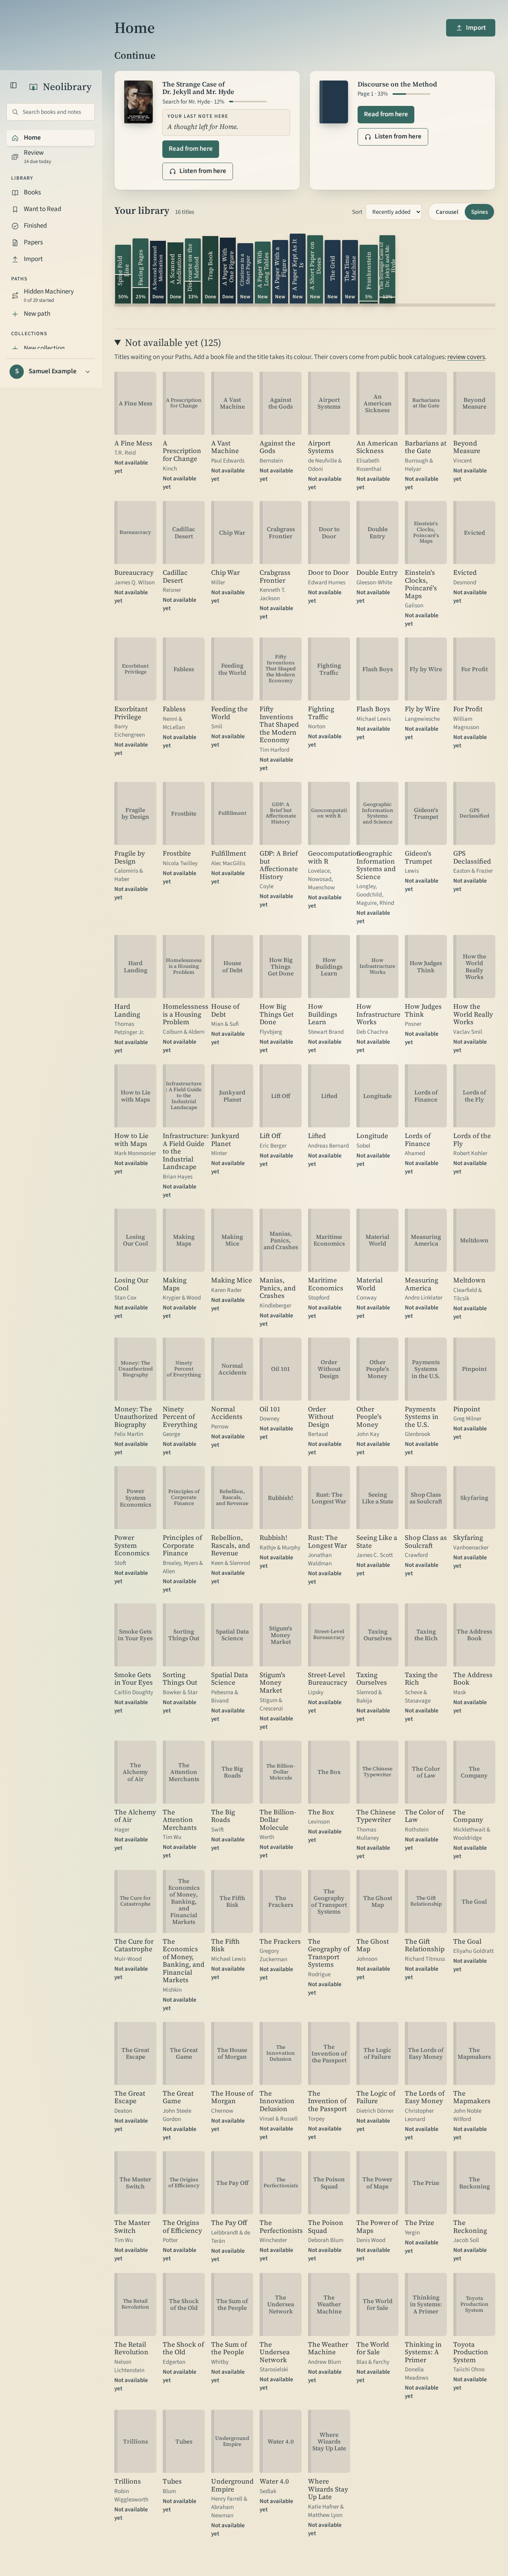 Neolibrary
Search books and notes
Home
Review
14 due today
LIBRARY
Books
Want to Read
Finished
Papers
Import
PATHS
Hidden Machinery
0 of 29 started
New path
COLLECTIONS
New collection
S
Samuel Example
Home
Import
Continue
The Strange Case of
Dr. Jekyll and Mr. Hyde
Search for Mr. Hyde · 12%
YOUR LAST NOTE HERE
A thought left for Home.
Read from here
Listen from here
Discourse on the Method
Page 1 · 33%
Read from here
Listen from here
Your library
16 titles
Sort
Recently added
Carousel
Spines
Not available yet (125)
Titles waiting on your Paths. Add a book file and the title takes its colour. Their covers come from public book catalogues: review covers.
A Fine Mess
T.R. Reid
Not available yet
A Prescription for Change
Kinch
Not available yet
A Vast Machine
Paul Edwards
Not available yet
Against the Gods
Bernstein
Not available yet
Airport Systems
de Neufville & Odoni
Not available yet
An American Sickness
Elisabeth Rosenthal
Not available yet
Barbarians at the Gate
Burrough & Helyar
Not available yet
Beyond Measure
Vincent
Not available yet
Bureaucracy
James Q. Wilson
Not available yet
Cadillac Desert
Reisner
Not available yet
Chip War
Miller
Not available yet
Crabgrass Frontier
Kenneth T. Jackson
Not available yet
Door to Door
Edward Humes
Not available yet
Double Entry
Gleeson-White
Not available yet
Einstein's Clocks, Poincaré's Maps
Galison
Not available yet
Evicted
Desmond
Not available yet
Exorbitant Privilege
Barry Eichengreen
Not available yet
Fabless
Nenni & McLellan
Not available yet
Feeding the World
Smil
Not available yet
Fifty Inventions That Shaped the Modern Economy
Tim Harford
Not available yet
Fighting Traffic
Norton
Not available yet
Flash Boys
Michael Lewis
Not available yet
Fly by Wire
Langewiesche
Not available yet
For Profit
William Magnuson
Not available yet
Fragile by Design
Calomiris & Haber
Not available yet
Frostbite
Nicola Twilley
Not available yet
Fulfillment
Alec MacGillis
Not available yet
GDP: A Brief but Affectionate History
Coyle
Not available yet
Geocomputation with R
Lovelace, Nowosad, Muenchow
Not available yet
Geographic Information Systems and Science
Longley, Goodchild, Maguire, Rhind
Not available yet
Gideon's Trumpet
Lewis
Not available yet
GPS Declassified
Easton & Frazier
Not available yet
Hard Landing
Thomas Petzinger Jr.
Not available yet
Homelessness is a Housing Problem
Colburn & Aldern
Not available yet
House of Debt
Mian & Sufi
Not available yet
How Big Things Get Done
Flyvbjerg
Not available yet
How Buildings Learn
Stewart Brand
Not available yet
How Infrastructure Works
Deb Chachra
Not available yet
How Judges Think
Posner
Not available yet
How the World Really Works
Vaclav Smil
Not available yet
How to Lie with Maps
Mark Monmonier
Not available yet
Infrastructure: A Field Guide to the Industrial Landscape
Brian Hayes
Not available yet
Junkyard Planet
Minter
Not available yet
Lift Off
Eric Berger
Not available yet
Lifted
Andreas Bernard
Not available yet
Longitude
Sobel
Not available yet
Lords of Finance
Ahamed
Not available yet
Lords of the Fly
Robert Kohler
Not available yet
Losing Our Cool
Stan Cox
Not available yet
Making Maps
Krygier & Wood
Not available yet
Making Mice
Karen Rader
Not available yet
Manias, Panics, and Crashes
Kindleberger
Not available yet
Maritime Economics
Stopford
Not available yet
Material World
Conway
Not available yet
Measuring America
Andro Linklater
Not available yet
Meltdown
Clearfield & Tilcsik
Not available yet
Money: The Unauthorized Biography
Felix Martin
Not available yet
Ninety Percent of Everything
George
Not available yet
Normal Accidents
Perrow
Not available yet
Oil 101
Downey
Not available yet
Order Without Design
Bertaud
Not available yet
Other People's Money
John Kay
Not available yet
Payments Systems in the U.S.
Glenbrook
Not available yet
Pinpoint
Greg Milner
Not available yet
Power System Economics
Stoft
Not available yet
Principles of Corporate Finance
Brealey, Myers & Allen
Not available yet
Rebellion, Rascals, and Revenue
Keen & Slemrod
Not available yet
Rubbish!
Rathje & Murphy
Not available yet
Rust: The Longest War
Jonathan Waldman
Not available yet
Seeing Like a State
James C. Scott
Not available yet
Shop Class as Soulcraft
Crawford
Not available yet
Skyfaring
Vanhoenacker
Not available yet
Smoke Gets in Your Eyes
Caitlin Doughty
Not available yet
Sorting Things Out
Bowker & Star
Not available yet
Spatial Data Science
Pebesma & Bivand
Not available yet
Stigum's Money Market
Stigum & Crescenzi
Not available yet
Street-Level Bureaucracy
Lipsky
Not available yet
Taxing Ourselves
Slemrod & Bakija
Not available yet
Taxing the Rich
Scheve & Stasavage
Not available yet
The Address Book
Mask
Not available yet
The Alchemy of Air
Hager
Not available yet
The Attention Merchants
Tim Wu
Not available yet
The Big Roads
Swift
Not available yet
The Billion-Dollar Molecule
Werth
Not available yet
The Box
Levinson
Not available yet
The Chinese Typewriter
Thomas Mullaney
Not available yet
The Color of Law
Rothstein
Not available yet
The Company
Micklethwait & Wooldridge
Not available yet
The Cure for Catastrophe
Muir-Wood
Not available yet
The Economics of Money, Banking, and Financial Markets
Mishkin
Not available yet
The Fifth Risk
Michael Lewis
Not available yet
The Frackers
Gregory Zuckerman
Not available yet
The Geography of Transport Systems
Rodrigue
Not available yet
The Ghost Map
Johnson
Not available yet
The Gift Relationship
Richard Titmuss
Not available yet
The Goal
Eliyahu Goldratt
Not available yet
The Great Escape
Deaton
Not available yet
The Great Game
John Steele Gordon
Not available yet
The House of Morgan
Chernow
Not available yet
The Innovation Delusion
Vinsel & Russell
Not available yet
The Invention of the Passport
Torpey
Not available yet
The Logic of Failure
Dietrich Dörner
Not available yet
The Lords of Easy Money
Christopher Leonard
Not available yet
The Mapmakers
John Noble Wilford
Not available yet
The Master Switch
Tim Wu
Not available yet
The Origins of Efficiency
Potter
Not available yet
The Pay Off
Leibbrandt & de Terán
Not available yet
The Perfectionists
Winchester
Not available yet
The Poison Squad
Deborah Blum
Not available yet
The Power of Maps
Denis Wood
Not available yet
The Prize
Yergin
Not available yet
The Reckoning
Jacob Soll
Not available yet
The Retail Revolution
Nelson Lichtenstein
Not available yet
The Shock of the Old
Edgerton
Not available yet
The Sum of the People
Whitby
Not available yet
The Undersea Network
Starosielski
Not available yet
The Weather Machine
Andrew Blum
Not available yet
The World for Sale
Blas & Farchy
Not available yet
Thinking in Systems: A Primer
Donella Meadows
Not available yet
Toyota Production System
Taiichi Ohno
Not available yet
Trillions
Robin Wigglesworth
Not available yet
Tubes
Blum
Not available yet
Underground Empire
Henry Farrell & Abraham Newman
Not available yet
Water 4.0
Sedlak
Not available yet
Where Wizards Stay Up Late
Katie Hafner & Matthew Lyon
Not available yet